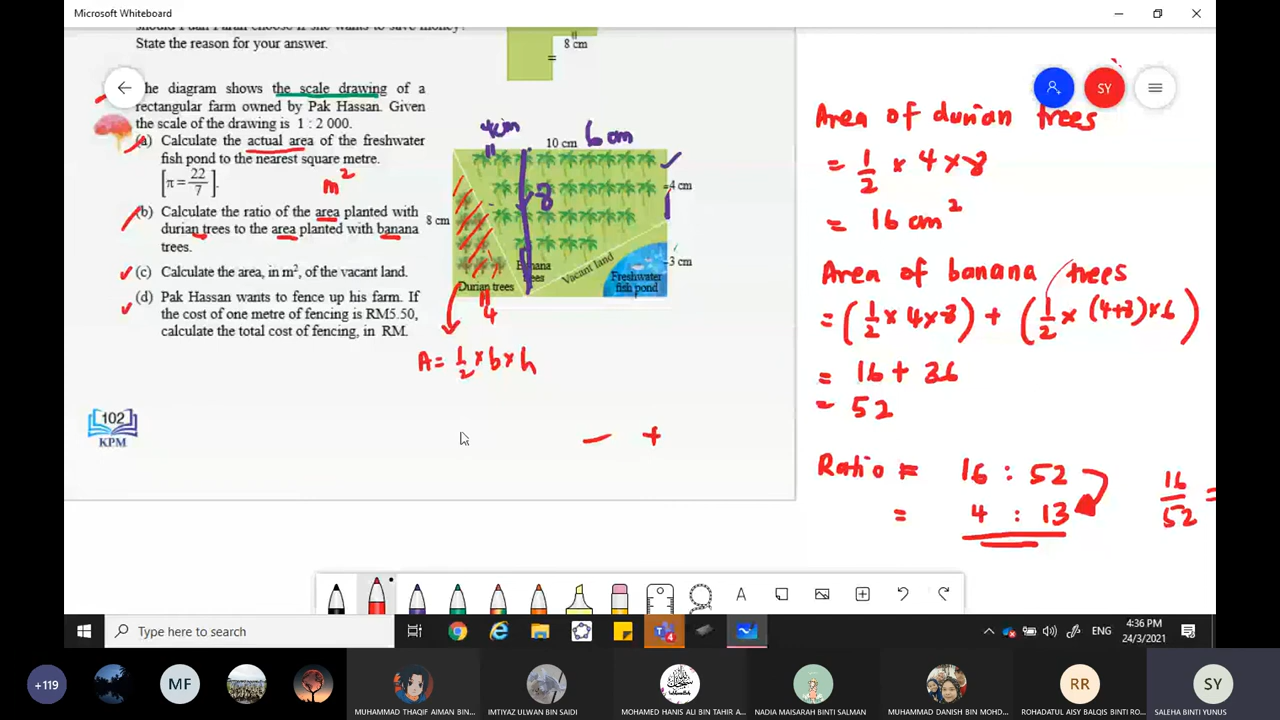 Microsoft Whiteboard
State the reason for your answer.
8 cm
=
he diagram shows the scale drawing of a
rectangular farm owned by Pak Hassan. Given
the scale of the drawing is 1 : 2 000.
(a) Calculate the actual area of the freshwater
fish pond to the nearest square metre.
[π = 22/7].
m²
(b) Calculate the ratio of the area planted with
durian trees to the area planted with banana
trees.
(c) Calculate the area, in m², of the vacant land.
(d) Pak Hassan wants to fence up his farm. If
the cost of one metre of fencing is RM5.50,
calculate the total cost of fencing, in RM.
4cm
10 cm
6 cm
4 cm
8
8 cm
3 cm
Banana
trees
Vacant land
Freshwater
fish pond
Durian trees
4
A = 1/2 × b × h
102
KPM
− +
Area of durian trees
= 1/2 × 4 × 8
= 16 cm²
Area of banana trees
= (1/2 × 4 × 8) + (1/2 × (4+8) × 6)
= 16 + 36
= 52
Ratio = 16 : 52
= 4 : 13
16/52 =
SY
A
Type here to search
4
ENG
4:36 PM
24/3/2021
+119
MF
RR
SY
MUHAMMAD THAQIF AIMAN BIN...
IMTIYAZ ULWAN BIN SAIDI
MOHAMED HANIS ALI BIN TAHIR A...
NADIA MAISARAH BINTI SALMAN
MUHAMMAD DANISH BIN MOHD...
ROHADATUL AISY BALQIS BINTI RO...
SALEHA BINTI YUNUS